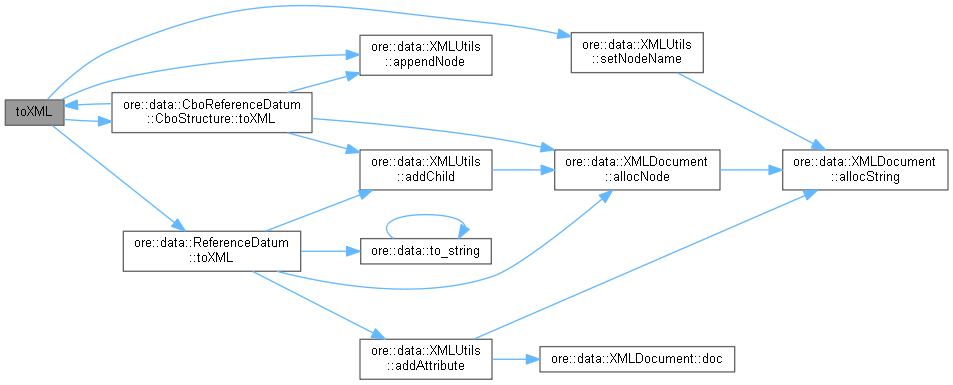 toXML
ore::data::CboReferenceDatum
::CboStructure::toXML
ore::data::ReferenceDatum
::toXML
ore::data::XMLUtils
::appendNode
ore::data::XMLUtils
::addChild
ore::data::to_string
ore::data::XMLUtils
::addAttribute
ore::data::XMLUtils
::setNodeName
ore::data::XMLDocument
::allocNode
ore::data::XMLDocument::doc
ore::data::XMLDocument
::allocString